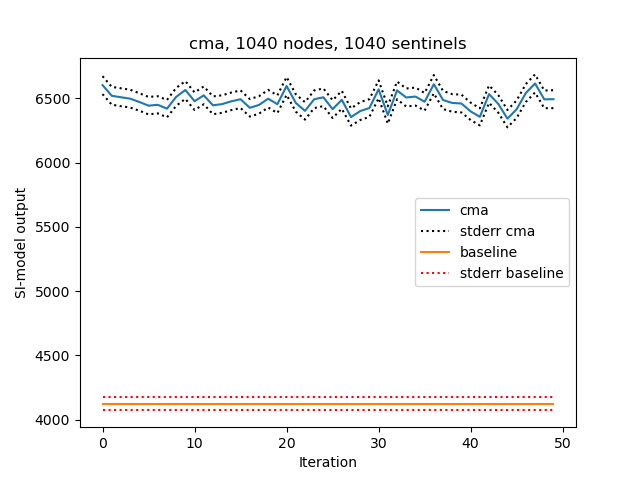 cma, 1040 nodes, 1040 sentinels
SI-model output
6500
6000
5500
5000
4500
4000
cma
stderr cma
baseline
stderr baseline
0 10 20 30 40 50
Iteration